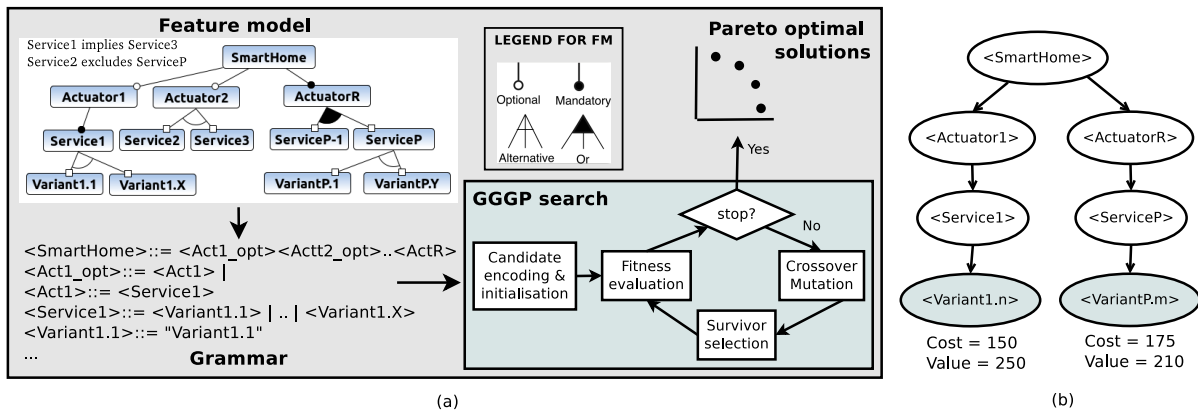 Feature model
Service1 implies Service3
Service2 excludes ServiceP
SmartHome
Actuator1
Actuator2
ActuatorR
Service1
Service2
Service3
ServiceP-1
ServiceP
Variant1.1
Variant1.X
VariantP.1
VariantP.Y
LEGEND FOR FM
Optional
Mandatory
Alternative
Or
Pareto optimal
solutions
Yes
<SmartHome>::= <Act1_opt><Actt2_opt>..<ActR>
<Act1_opt>::= <Act1> |
<Act1>::= <Service1>
<Service1>::= <Variant1.1> | .. | <Variant1.X>
<Variant1.1>::= "Variant1.1"
...
Grammar
GGGP search
stop?
No
Candidate
encoding &
initialisation
Fitness
evaluation
Crossover
Mutation
Survivor
selection
(a)
<SmartHome>
<Actuator1>
<ActuatorR>
<Service1>
<ServiceP>
<Variant1.n>
<VariantP.m>
Cost = 150
Value = 250
Cost = 175
Value = 210
(b)